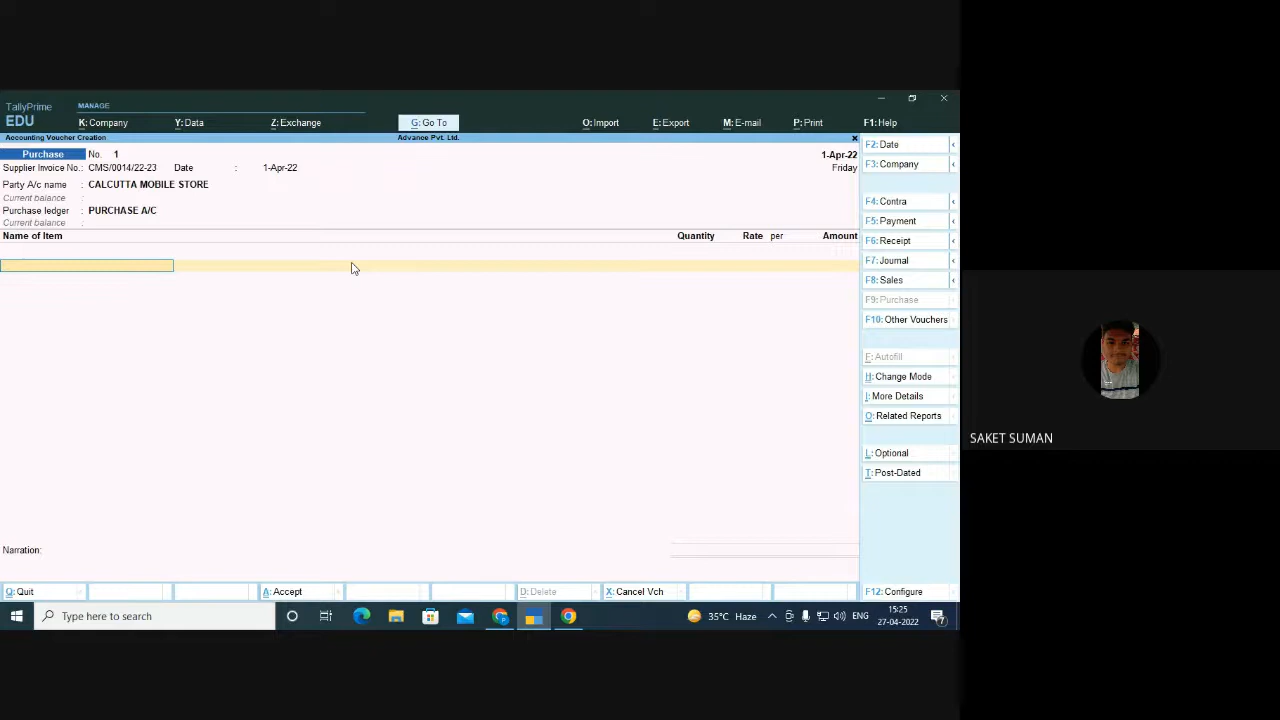 TallyPrime
EDU
MANAGE
K: Company
Y: Data
Z: Exchange
G: Go To
O: Import
E: Export
M: E-mail
P: Print
F1: Help
Accounting Voucher Creation
Advance Pvt. Ltd.
Purchase No. 1
1-Apr-22
Supplier Invoice No.: CMS/0014/22-23 Date : 1-Apr-22
Friday
Party A/c name : CALCUTTA MOBILE STORE
Current balance :
Purchase ledger : PURCHASE A/C
Current balance :
Name of Item Quantity Rate per Amount
Narration:
F2: Date
F3: Company
F4: Contra
F5: Payment
F6: Receipt
F7: Journal
F8: Sales
F9: Purchase
F10: Other Vouchers
F: Autofill
H: Change Mode
I: More Details
O: Related Reports
L: Optional
T: Post-Dated
F12: Configure
Q: Quit
A: Accept
D: Delete
X: Cancel Vch
Type here to search
35°C Haze
ENG
15:25
27-04-2022
7
SAKET SUMAN